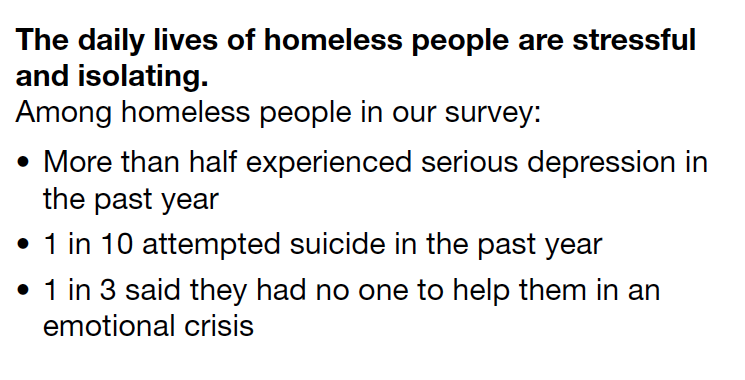 The daily lives of homeless people are stressful
and isolating.
Among homeless people in our survey:
• More than half experienced serious depression in
the past year
• 1 in 10 attempted suicide in the past year
• 1 in 3 said they had no one to help them in an
emotional crisis